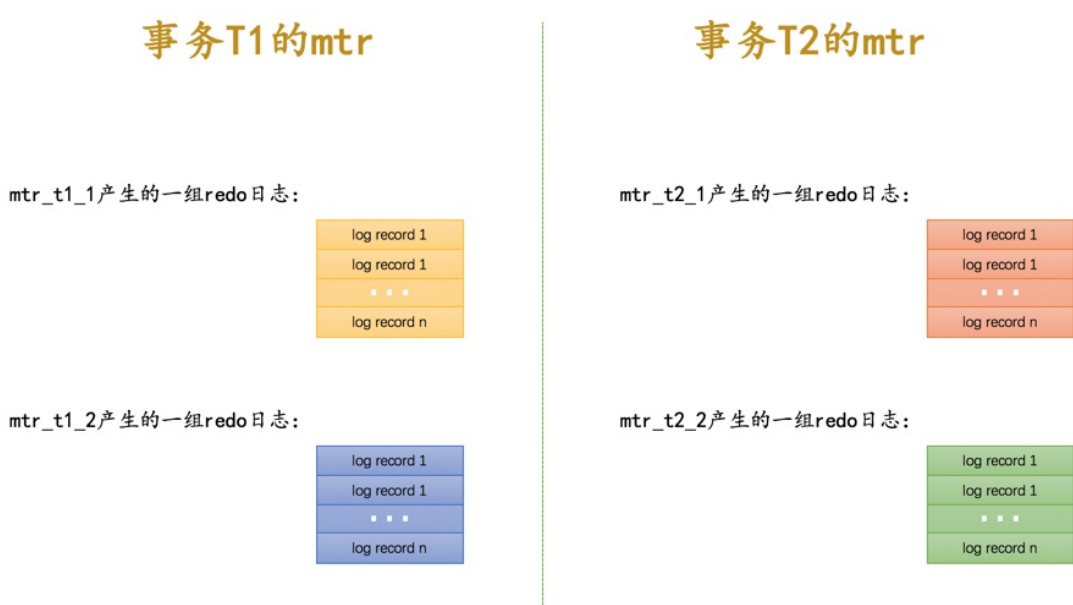 事务T1的mtr
mtr_t1_1产生的一组redo日志：
log record 1
log record 1
...
log record n
mtr_t1_2产生的一组redo日志：
log record 1
log record 1
...
log record n
事务T2的mtr
mtr_t2_1产生的一组redo日志：
log record 1
log record 1
...
log record n
mtr_t2_2产生的一组redo日志：
log record 1
log record 1
...
log record n